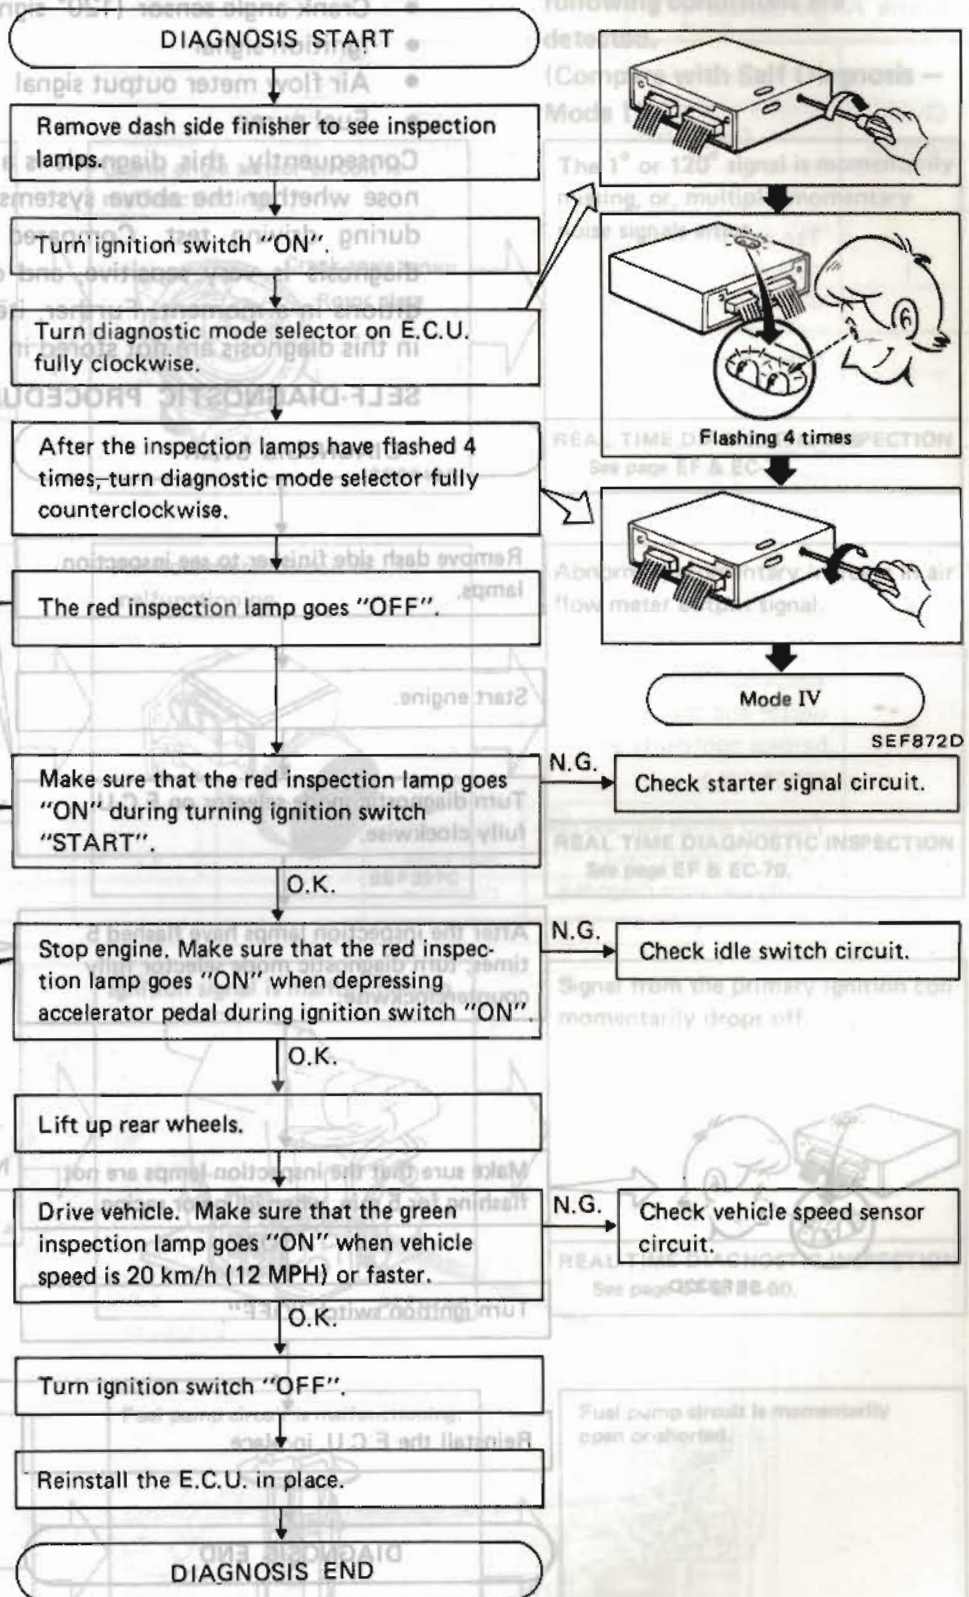 DIAGNOSIS START
Remove dash side finisher to see inspection
lamps.
Turn ignition switch "ON".
Turn diagnostic mode selector on E.C.U.
fully clockwise.
After the inspection lamps have flashed 4
times, turn diagnostic mode selector fully
counterclockwise.
Flashing 4 times
Mode IV
SEF872D
The red inspection lamp goes "OFF".
Make sure that the red inspection lamp goes
"ON" during turning ignition switch
"START".
N.G.
Check starter signal circuit.
O.K.
Stop engine. Make sure that the red inspec-
tion lamp goes "ON" when depressing
accelerator pedal during ignition switch "ON".
N.G.
Check idle switch circuit.
O.K.
Lift up rear wheels.
Drive vehicle. Make sure that the green
inspection lamp goes "ON" when vehicle
speed is 20 km/h (12 MPH) or faster.
N.G.
Check vehicle speed sensor
circuit.
O.K.
Turn ignition switch "OFF".
Reinstall the E.C.U. in place.
DIAGNOSIS END